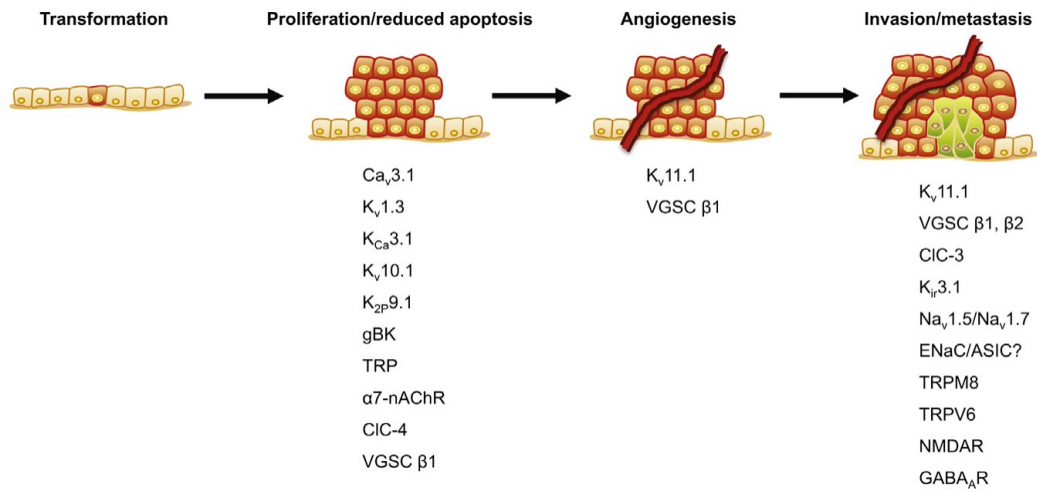 Transformation
Proliferation/reduced apoptosis
Angiogenesis
Invasion/metastasis
Cav3.1
Kv1.3
KCa3.1
Kv10.1
K2P9.1
gBK
TRP
α7-nAChR
ClC-4
VGSC β1
Kv11.1
VGSC β1
Kv11.1
VGSC β1, β2
ClC-3
Kir3.1
Nav1.5/Nav1.7
ENaC/ASIC?
TRPM8
TRPV6
NMDAR
GABAAR